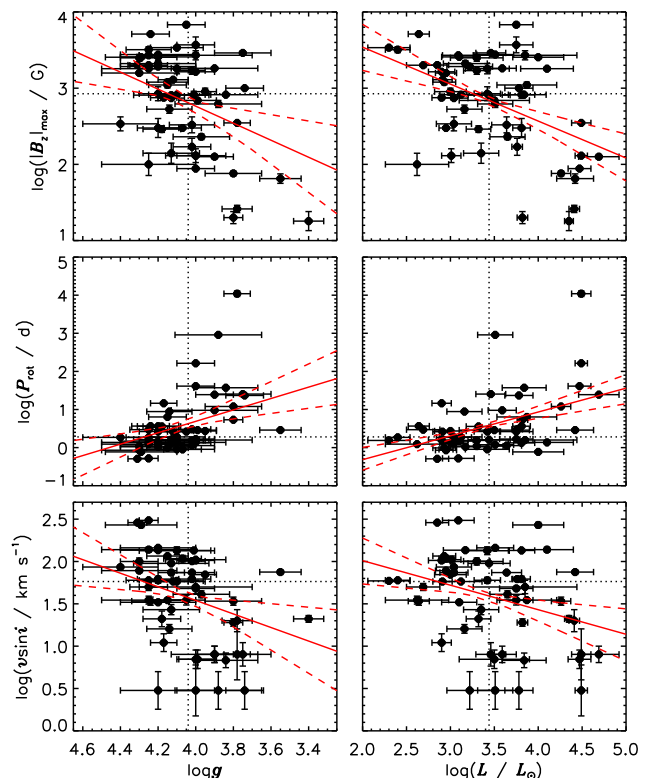 4
3
2
1
log(|B_z|_max / G)
5
4
3
2
1
0
−1
log(P_rot / d)
2.5
2.0
1.5
1.0
0.5
0.0
log(v sin i / km s⁻¹)
4.6 4.4 4.2 4.0 3.8 3.6 3.4
2.0 2.5 3.0 3.5 4.0 4.5 5.0
log g
log(L / L_⊙)